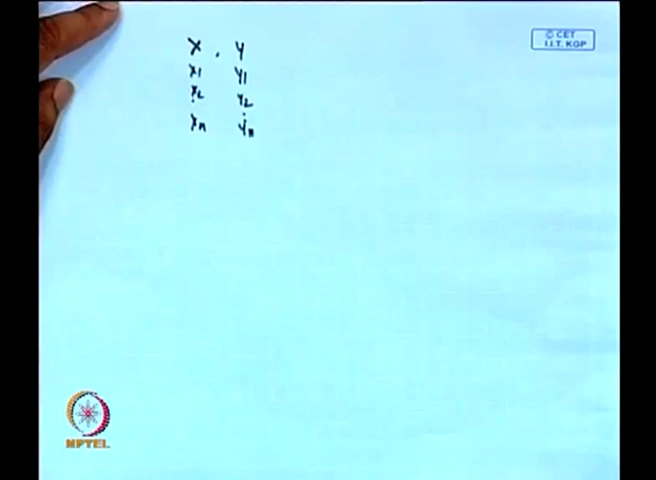 X , Y
x1 y1
x2 y2
. .
xn yn
© CET
I.I.T. KGP
NPTEL